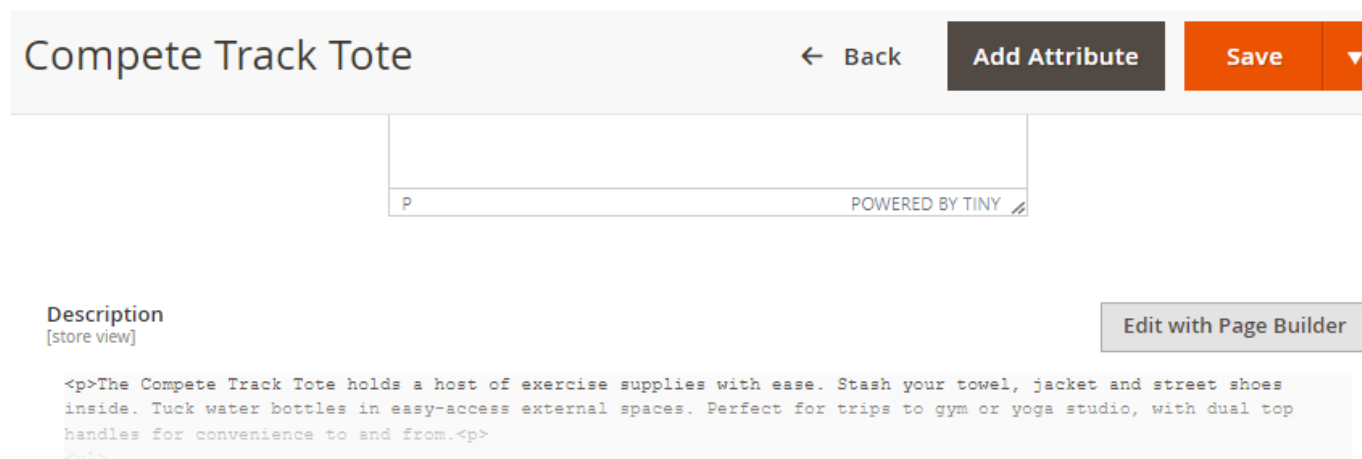 Compete Track Tote
← Back
Add Attribute
Save
P
POWERED BY TINY
Description
[store view]
Edit with Page Builder
<p>The Compete Track Tote holds a host of exercise supplies with ease. Stash your towel, jacket and street shoes
inside. Tuck water bottles in easy-access external spaces. Perfect for trips to gym or yoga studio, with dual top
handles for convenience to and from.<p>
<ul>